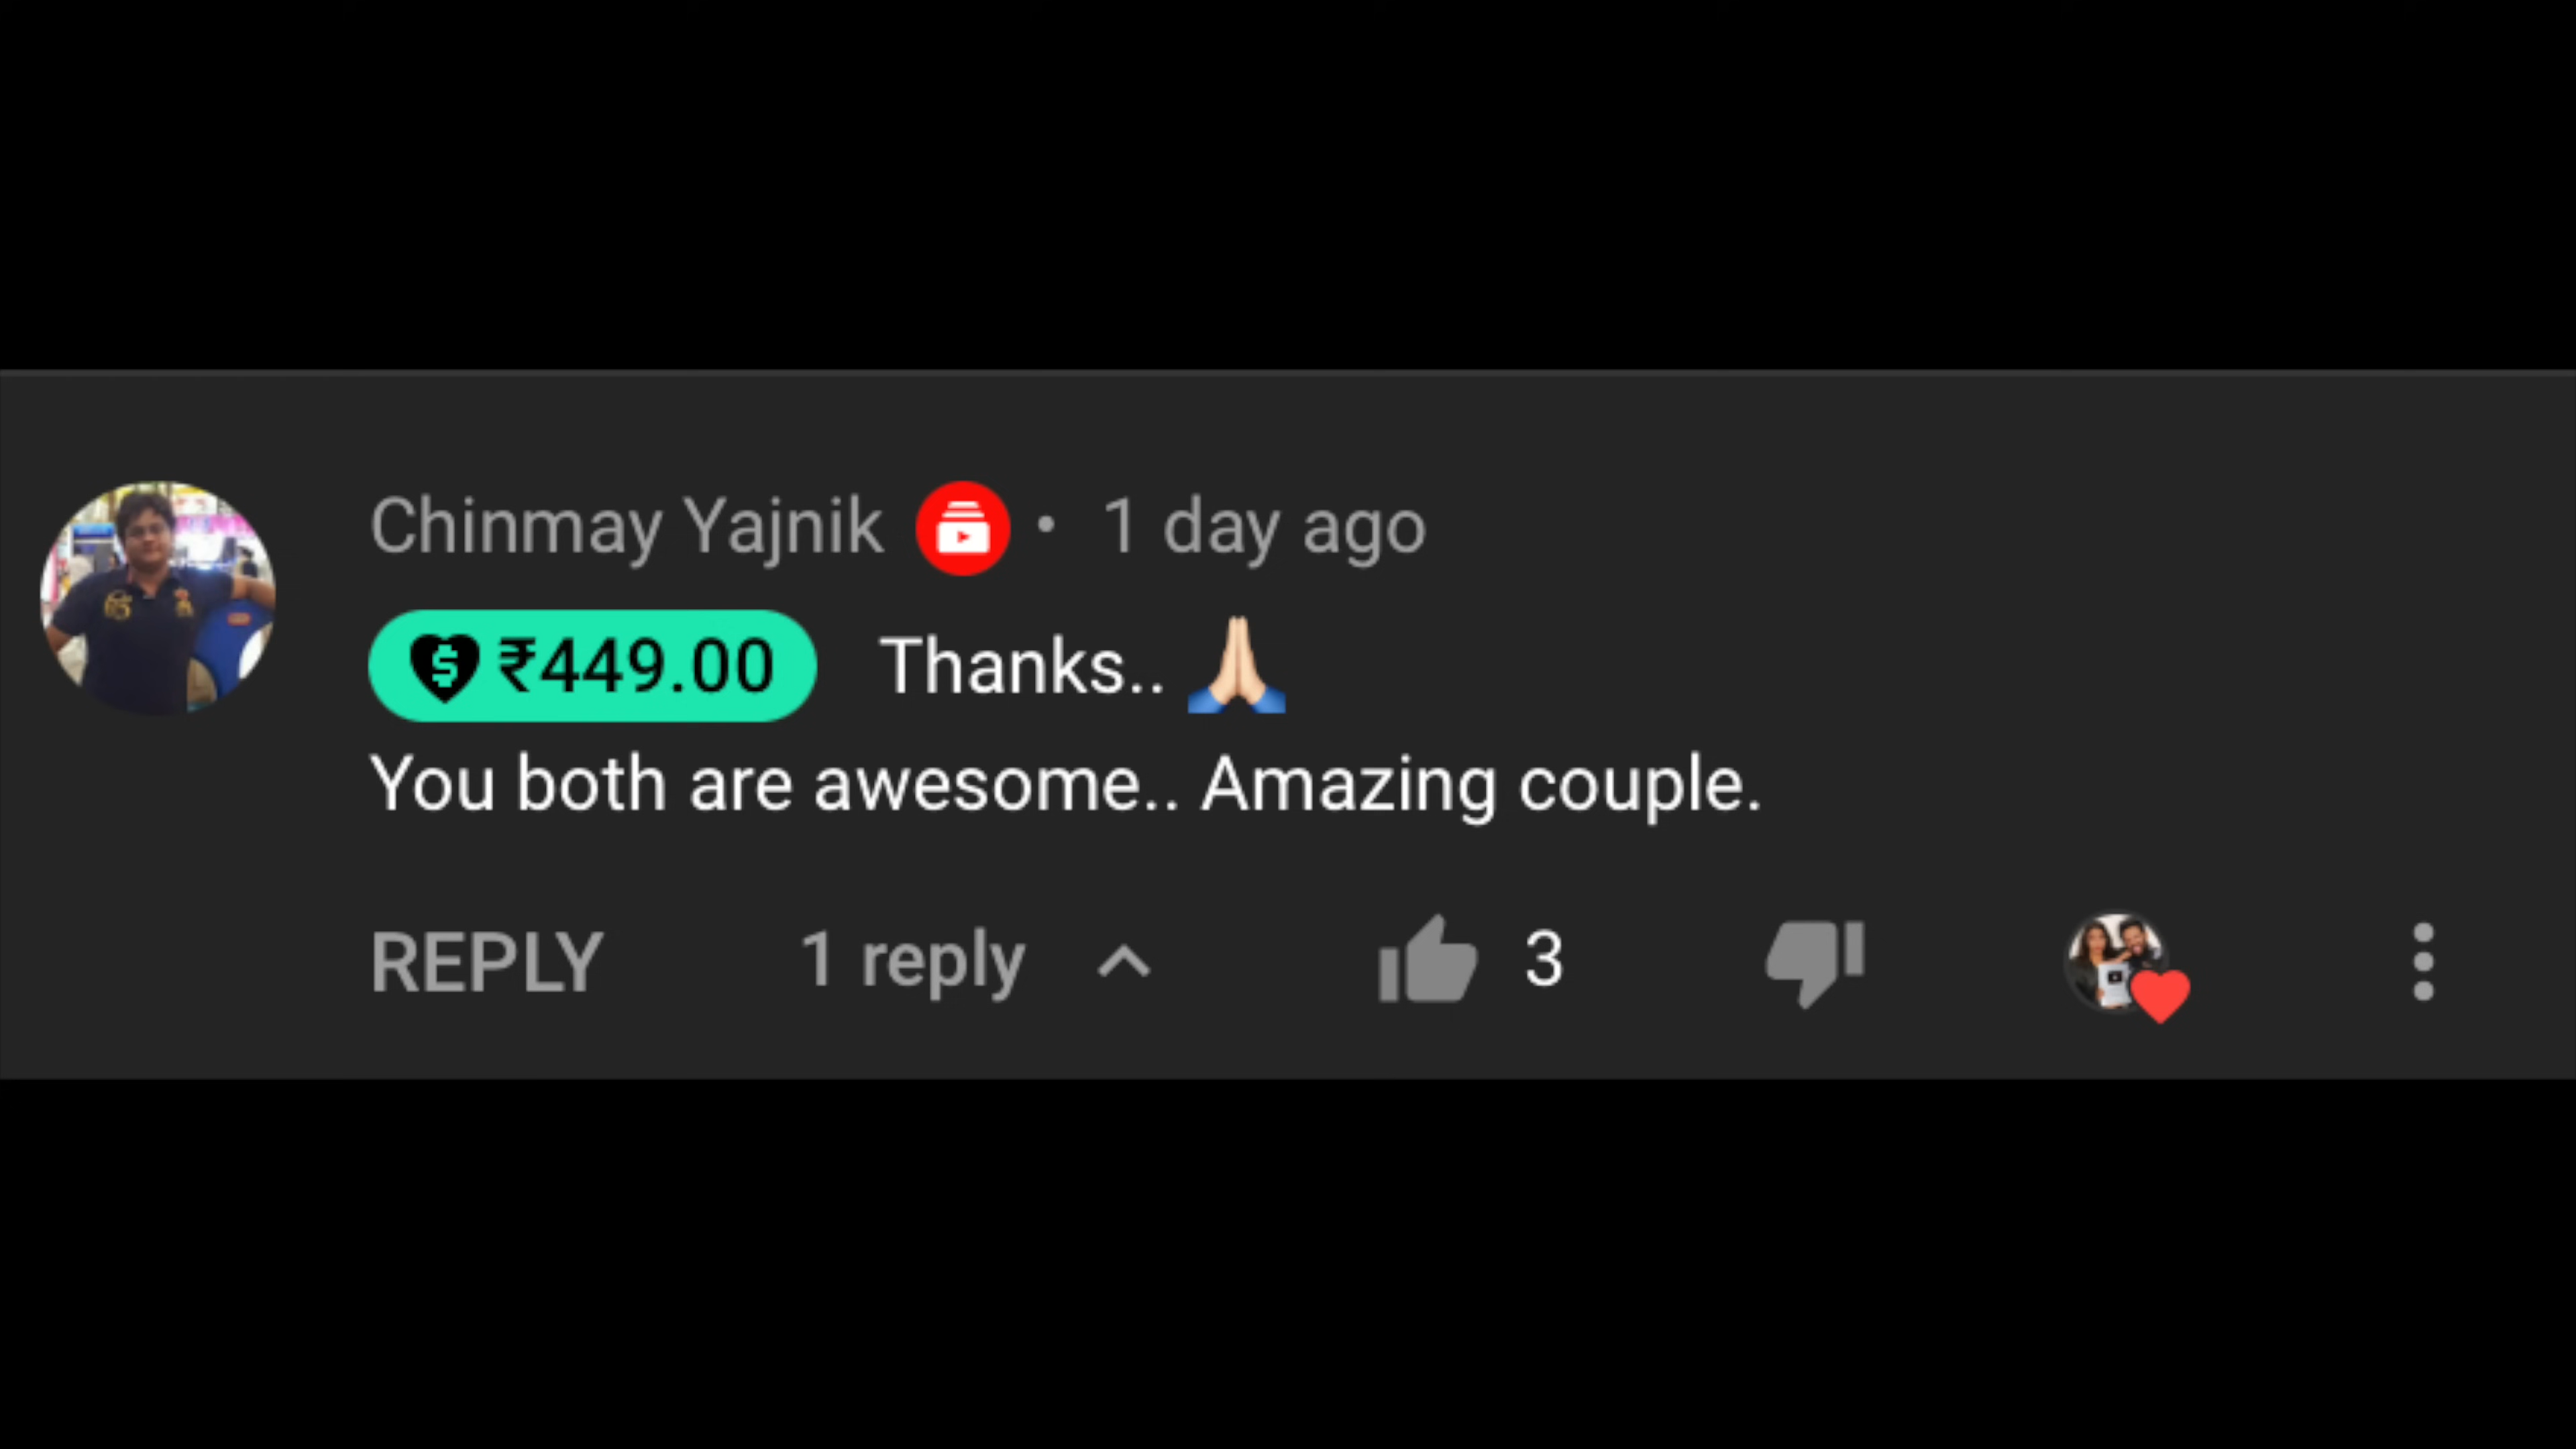 Chinmay Yajnik • 1 day ago
₹449.00 Thanks.. 🙏🏻
You both are awesome.. Amazing couple.
REPLY 1 reply 3